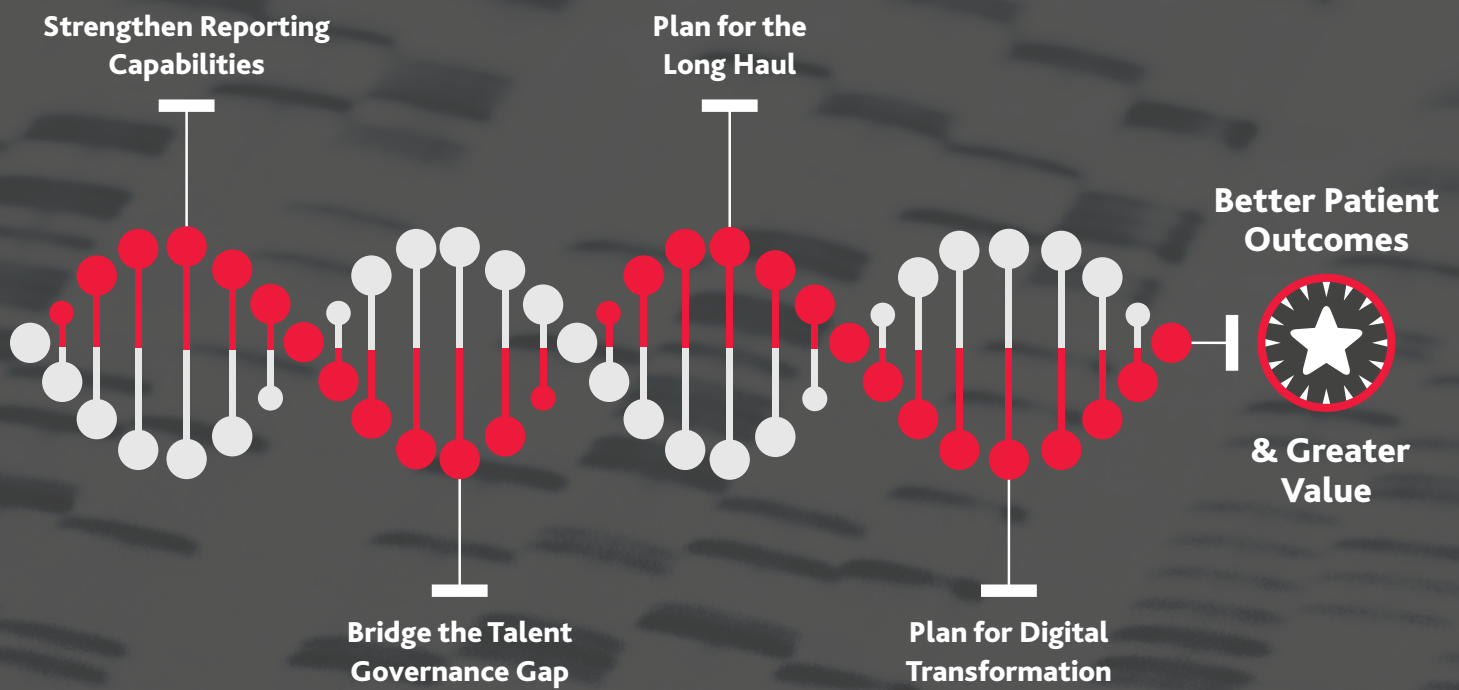 Strengthen Reporting
Capabilities
Bridge the Talent
Governance Gap
Plan for the
Long Haul
Plan for Digital
Transformation
Better Patient
Outcomes
& Greater
Value